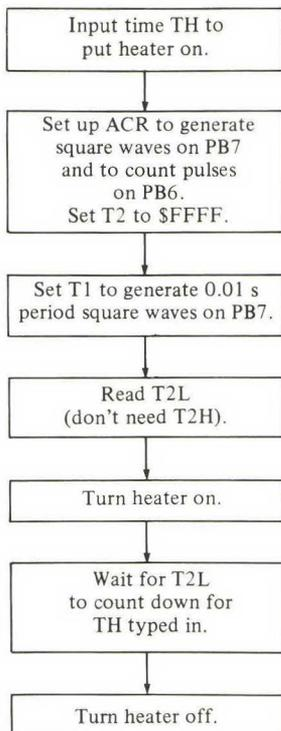 Input time TH to
put heater on.
Set up ACR to generate
square waves on PB7
and to count pulses
on PB6.
Set T2 to $FFFF.
Set T1 to generate 0.01 s
period square waves on PB7.
Read T2L
(don't need T2H).
Turn heater on.
Wait for T2L
to count down for
TH typed in.
Turn heater off.